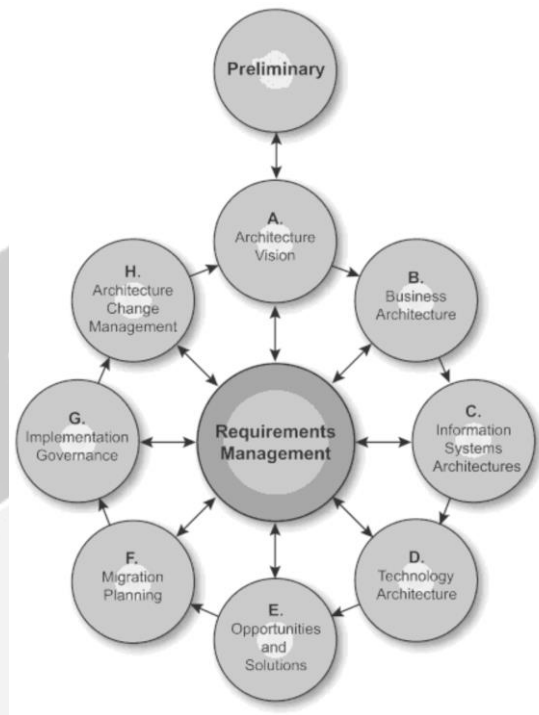 Preliminary
A.
Architecture
Vision
B.
Business
Architecture
C.
Information
Systems
Architectures
D.
Technology
Architecture
E.
Opportunities
and
Solutions
F.
Migration
Planning
G.
Implementation
Governance
H.
Architecture
Change
Management
Requirements
Management